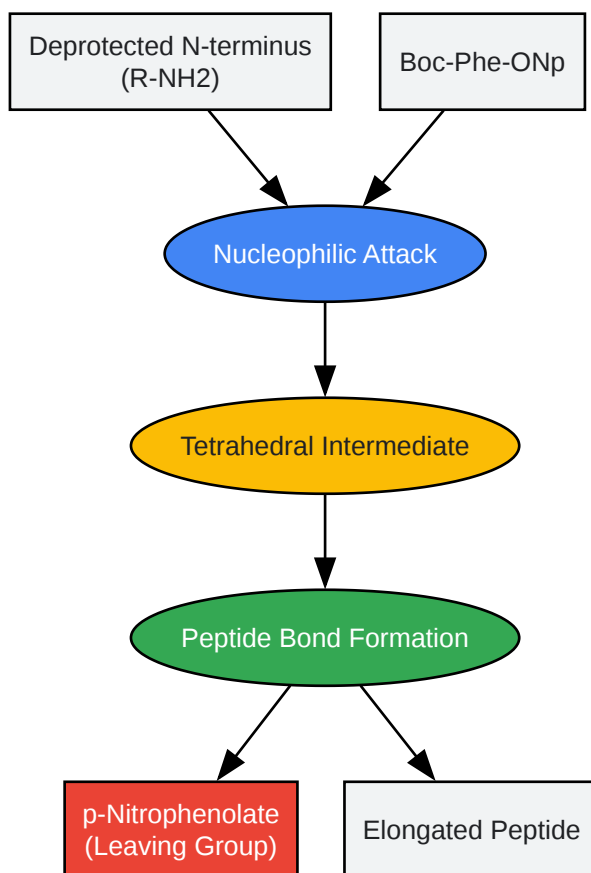 Deprotected N-terminus
(R-NH2)
Boc-Phe-ONp
Nucleophilic Attack
Tetrahedral Intermediate
Peptide Bond Formation
p-Nitrophenolate
(Leaving Group)
Elongated Peptide